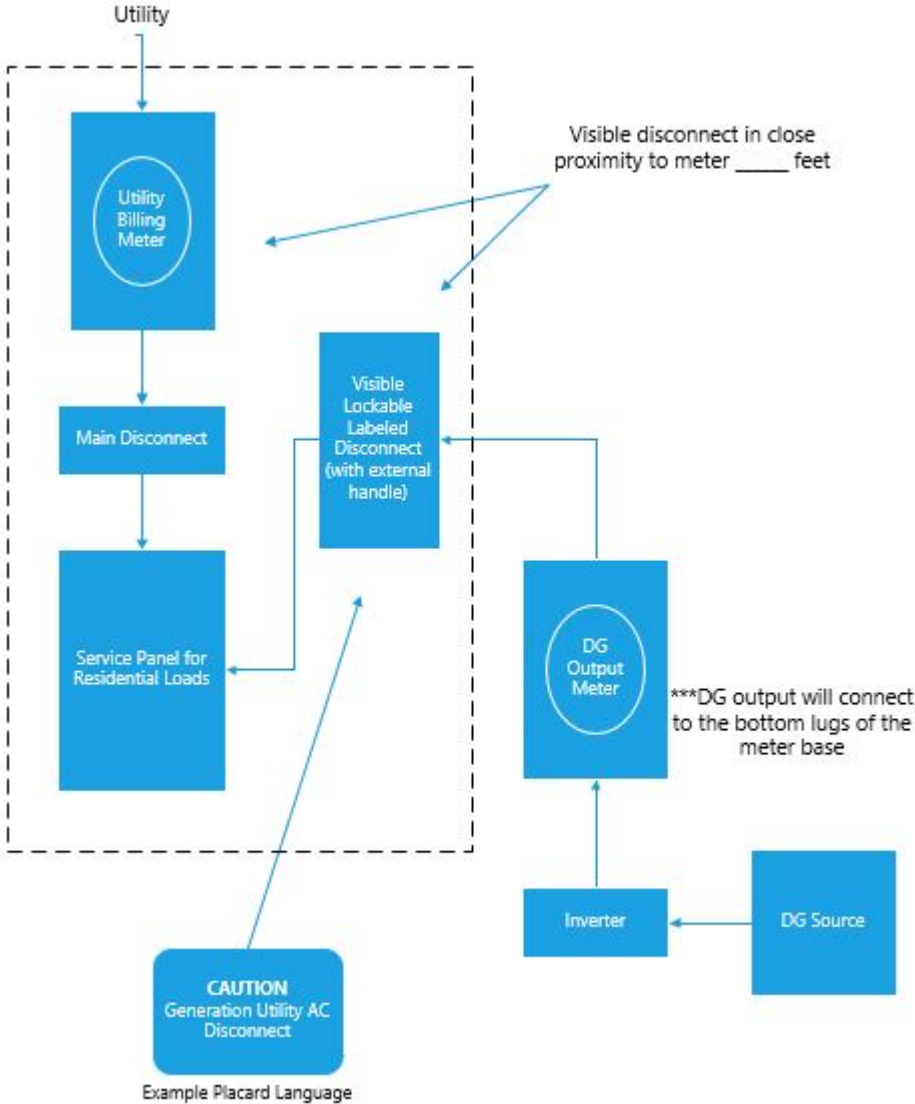 Utility
Utility
Billing
Meter
Visible disconnect in close
proximity to meter _____ feet
Visible
Lockable
Labeled
Disconnect
(with external
handle)
Main Disconnect
Service Panel for
Residential Loads
DG
Output
Meter
***DG output will connect
to the bottom lugs of the
meter base
Inverter
DG Source
CAUTION
Generation Utility AC
Disconnect
Example Placard Language